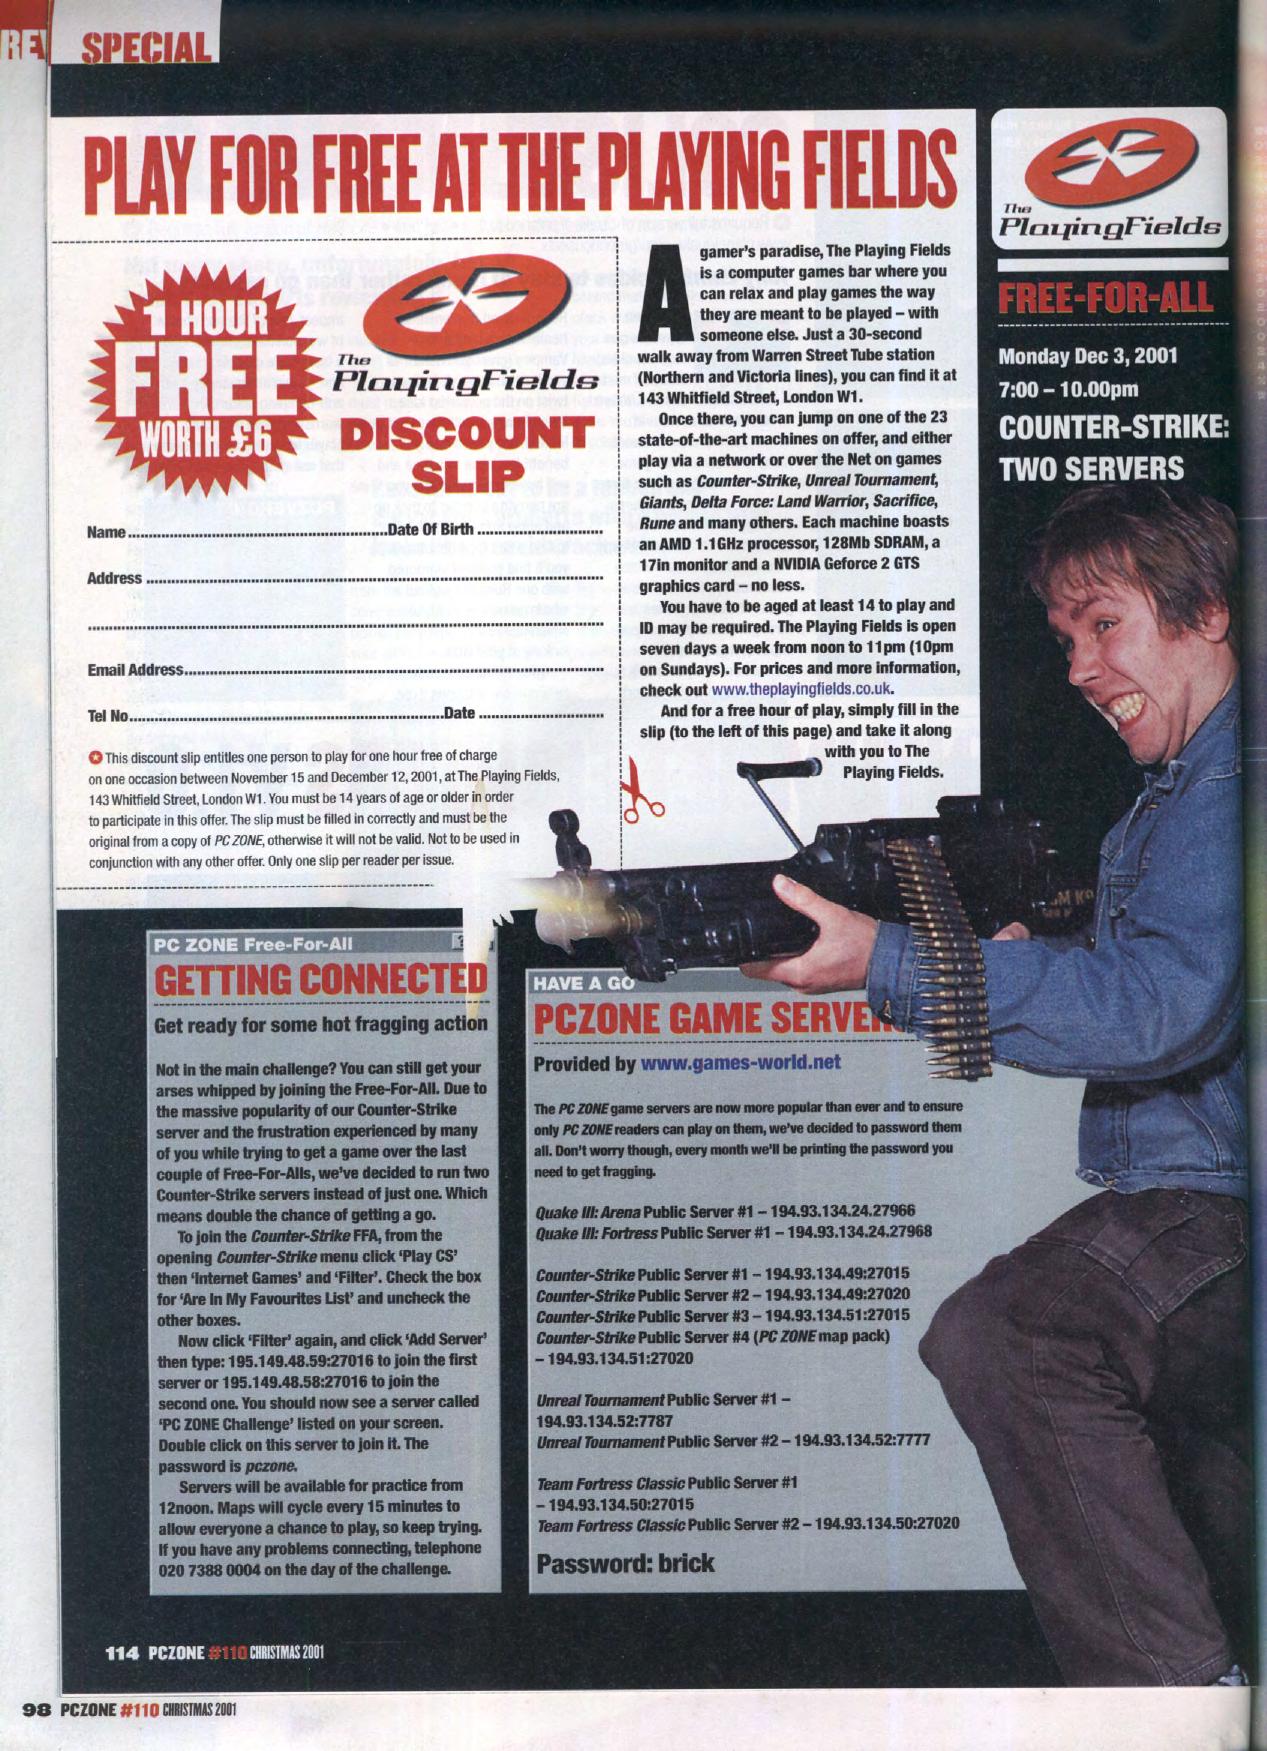 REV
SPECIAL
PLAY FOR FREE AT THE PLAYING FIELDS
1 HOUR
FREE
WORTH £6
The
PlayingFields
DISCOUNT
SLIP
Name ........ Date Of Birth ........
Address ........
Email Address ........
Tel No ........ Date ........
This discount slip entitles one person to play for one hour free of charge
on one occasion between November 15 and December 12, 2001, at The Playing Fields,
143 Whitfield Street, London W1. You must be 14 years of age or older in order
to participate in this offer. The slip must be filled in correctly and must be the
original from a copy of PC ZONE, otherwise it will not be valid. Not to be used in
conjunction with any other offer. Only one slip per reader per issue.
A gamer's paradise, The Playing Fields
is a computer games bar where you
can relax and play games the way
they are meant to be played – with
someone else. Just a 30-second
walk away from Warren Street Tube station
(Northern and Victoria lines), you can find it at
143 Whitfield Street, London W1.
Once there, you can jump on one of the 23
state-of-the-art machines on offer, and either
play via a network or over the Net on games
such as Counter-Strike, Unreal Tournament,
Giants, Delta Force: Land Warrior, Sacrifice,
Rune and many others. Each machine boasts
an AMD 1.1GHz processor, 128Mb SDRAM, a
17in monitor and a NVIDIA Geforce 2 GTS
graphics card – no less.
You have to be aged at least 14 to play and
ID may be required. The Playing Fields is open
seven days a week from noon to 11pm (10pm
on Sundays). For prices and more information,
check out www.theplayingfields.co.uk.
And for a free hour of play, simply fill in the
slip (to the left of this page) and take it along
with you to The
Playing Fields.
The
PlayingFields
FREE-FOR-ALL
Monday Dec 3, 2001
7:00 – 10.00pm
COUNTER-STRIKE:
TWO SERVERS
PC ZONE Free-For-All
GETTING CONNECTED
Get ready for some hot fragging action
Not in the main challenge? You can still get your
arses whipped by joining the Free-For-All. Due to
the massive popularity of our Counter-Strike
server and the frustration experienced by many
of you while trying to get a game over the last
couple of Free-For-Alls, we've decided to run two
Counter-Strike servers instead of just one. Which
means double the chance of getting a go.
To join the Counter-Strike FFA, from the
opening Counter-Strike menu click 'Play CS'
then 'Internet Games' and 'Filter'. Check the box
for 'Are In My Favourites List' and uncheck the
other boxes.
Now click 'Filter' again, and click 'Add Server'
then type: 195.149.48.59:27016 to join the first
server or 195.149.48.58:27016 to join the
second one. You should now see a server called
'PC ZONE Challenge' listed on your screen.
Double click on this server to join it. The
password is pczone.
Servers will be available for practice from
12noon. Maps will cycle every 15 minutes to
allow everyone a chance to play, so keep trying.
If you have any problems connecting, telephone
020 7388 0004 on the day of the challenge.
HAVE A GO
PCZONE GAME SERVER
Provided by www.games-world.net
The PC ZONE game servers are now more popular than ever and to ensure
only PC ZONE readers can play on them, we've decided to password them
all. Don't worry though, every month we'll be printing the password you
need to get fragging.
Quake III: Arena Public Server #1 – 194.93.134.24.27966
Quake III: Fortress Public Server #1 – 194.93.134.24.27968
Counter-Strike Public Server #1 – 194.93.134.49:27015
Counter-Strike Public Server #2 – 194.93.134.49:27020
Counter-Strike Public Server #3 – 194.93.134.51:27015
Counter-Strike Public Server #4 (PC ZONE map pack)
– 194.93.134.51:27020
Unreal Tournament Public Server #1 –
194.93.134.52:7787
Unreal Tournament Public Server #2 – 194.93.134.52:7777
Team Fortress Classic Public Server #1
– 194.93.134.50:27015
Team Fortress Classic Public Server #2 – 194.93.134.50:27020
Password: brick
114 PCZONE #110 CHRISTMAS 2001
98 PCZONE #110 CHRISTMAS 2001